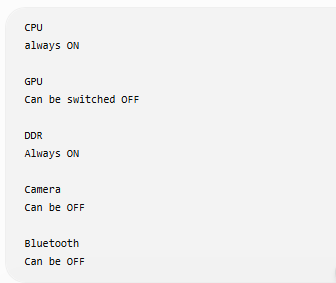 CPU
always ON
GPU
Can be switched OFF
DDR
Always ON
Camera
Can be OFF
Bluetooth
Can be OFF